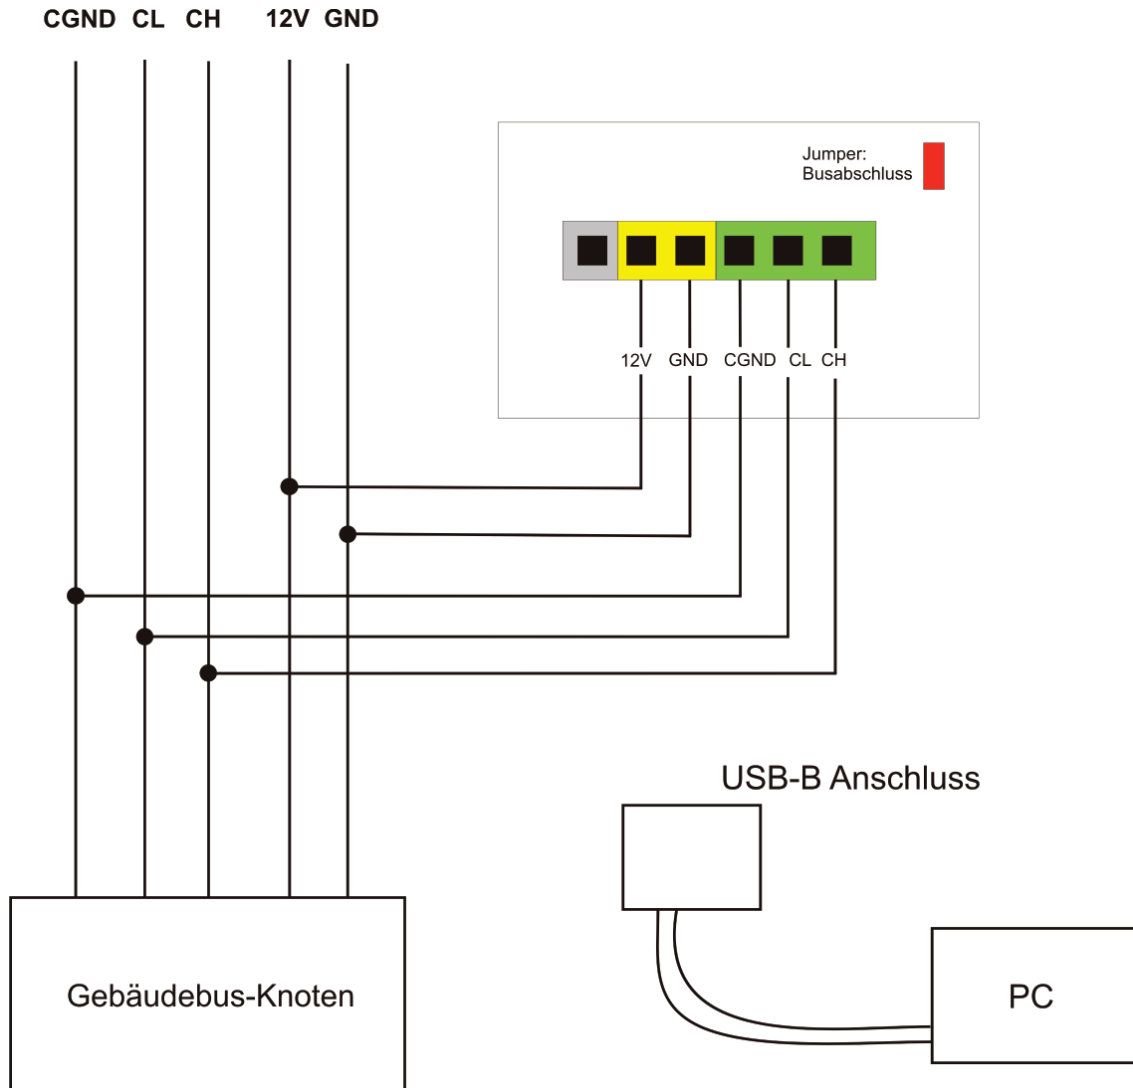 CGND CL CH 12V GND
Jumper:
Busabschluss
12V GND CGND CL CH
USB-B Anschluss
Gebäudebus-Knoten
PC